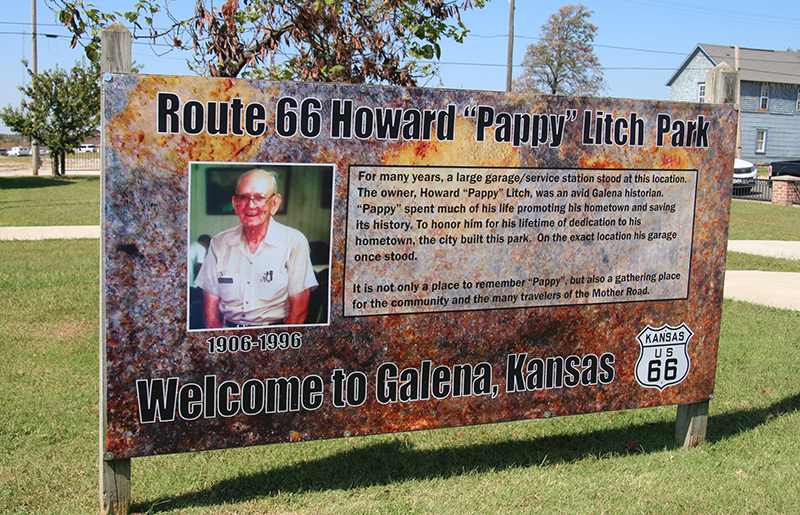 Route 66 Howard “Pappy” Litch Park
For many years, a large garage/service station stood at this location.
The owner, Howard “Pappy” Litch, was an avid Galena historian.
“Pappy” spent much of his life promoting his hometown and saving
its history. To honor him for his lifetime of dedication to his
hometown, the city built this park. On the exact location his garage
once stood.
It is not only a place to remember “Pappy”, but also a gathering place
for the community and the many travelers of the Mother Road.
1906-1996
Welcome to Galena, Kansas
KANSAS
US
66